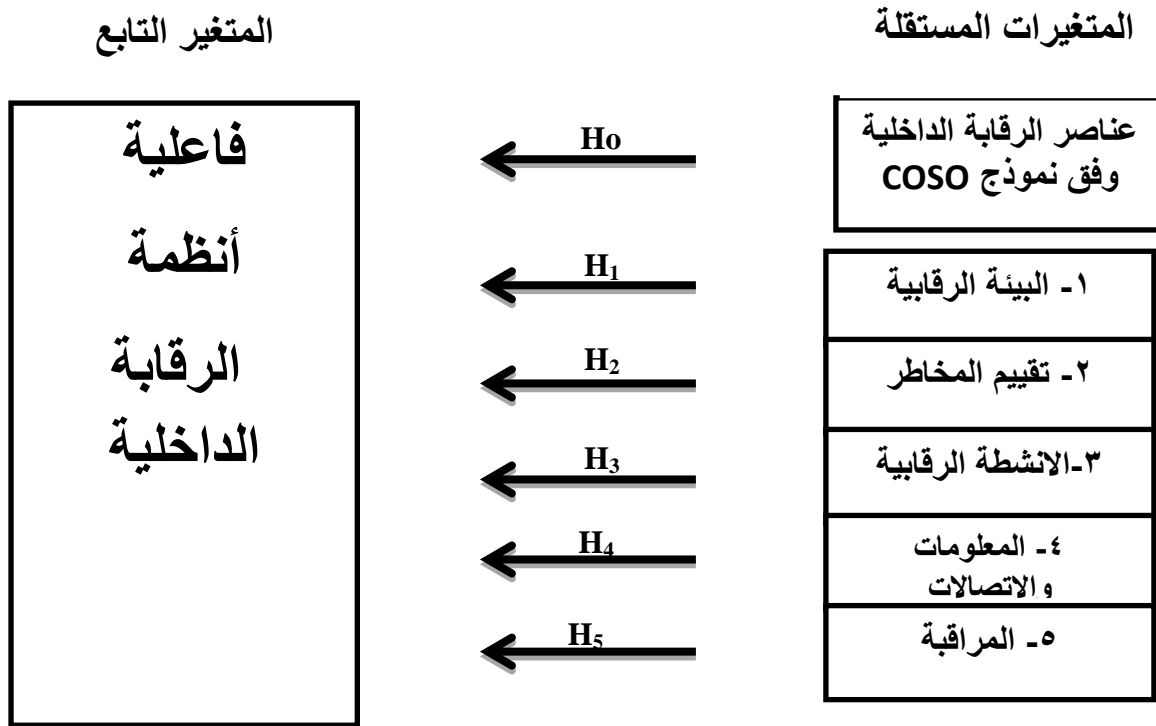 المتغيرات المستقلة
المتغير التابع
عناصر الرقابة الداخلية
وفق نموذج COSO
١- البيئة الرقابية
٢- تقييم المخاطر
٣-الانشطة الرقابية
٤- المعلومات
والاتصالات
٥- المراقبة
Ho
H₁
H₂
H₃
H₄
H₅
فاعلية
أنظمة
الرقابة
الداخلية